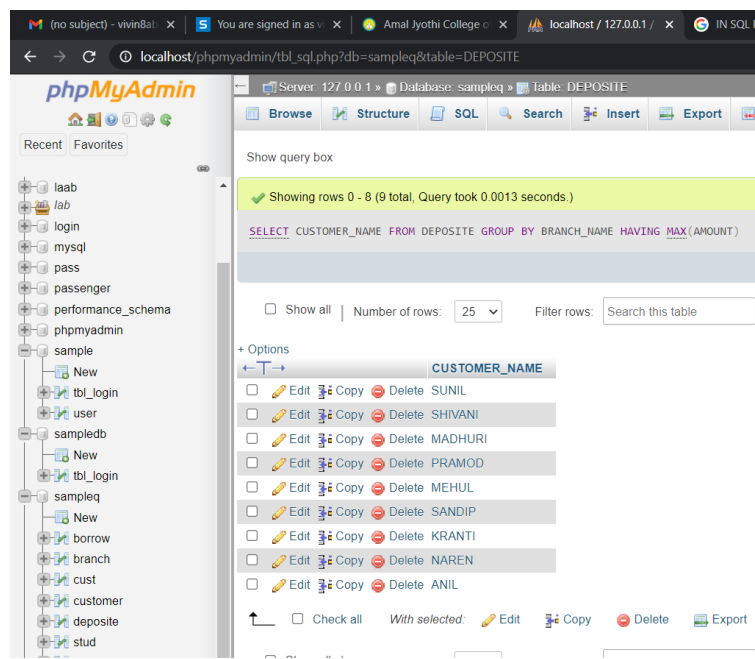 (no subject) - vivin8ab
You are signed in as v
Amal Jyothi College o
localhost / 127.0.0.1 /
IN SQL
localhost/phpmyadmin/tbl_sql.php?db=sampleq&table=DEPOSITE
phpMyAdmin
Recent Favorites
laab
lab
login
mysql
pass
passenger
performance_schema
phpmyadmin
sample
New
tbl_login
user
sampledb
New
tbl_login
sampleq
New
borrow
branch
cust
customer
deposite
stud
Server: 127.0.0.1 » Database: sampleq » Table: DEPOSITE
Browse Structure SQL Search Insert Export
Show query box
Showing rows 0 - 8 (9 total, Query took 0.0013 seconds.)
SELECT CUSTOMER_NAME FROM DEPOSITE GROUP BY BRANCH_NAME HAVING MAX(AMOUNT)
Show all | Number of rows: 25 Filter rows: Search this table
+ Options
←T→ CUSTOMER_NAME
Edit Copy Delete SUNIL
Edit Copy Delete SHIVANI
Edit Copy Delete MADHURI
Edit Copy Delete PRAMOD
Edit Copy Delete MEHUL
Edit Copy Delete SANDIP
Edit Copy Delete KRANTI
Edit Copy Delete NAREN
Edit Copy Delete ANIL
Check all With selected: Edit Copy Delete Export